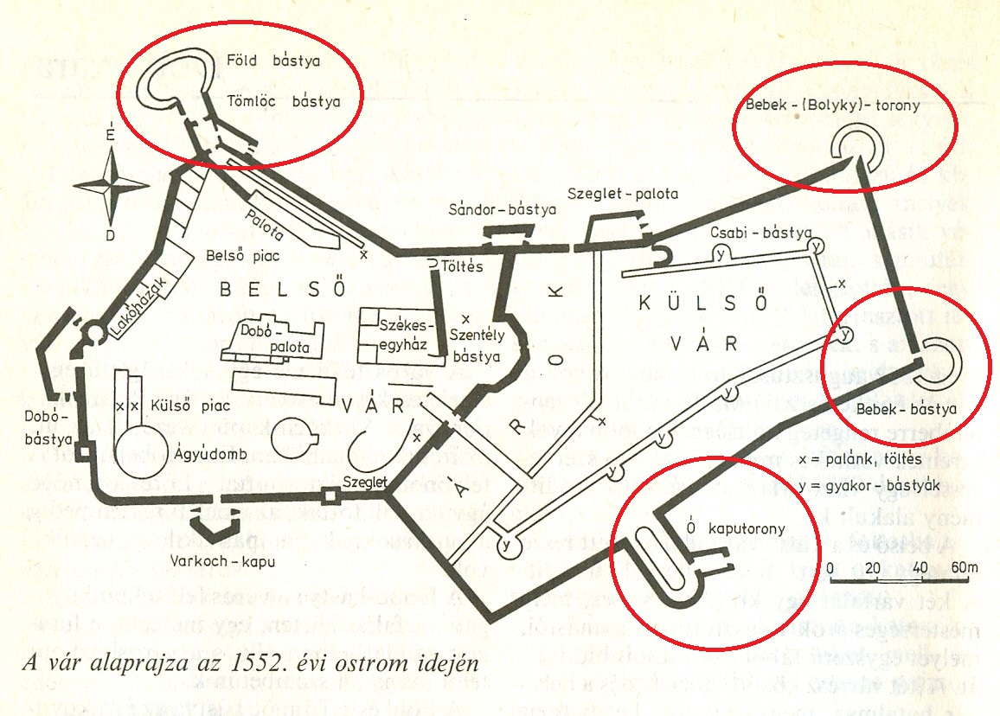 Föld bástya
Tömlöc bástya
Bebek-(Bolyky)-torony
É
D
Szeglet-palota
Sándor-bástya
Csabi-bástya
Palota
Belső piac
Töltés
BELSŐ
KÜLSŐ
VÁR
Lakóházak
Dobó-
palota
Székes-
egyház
x
Szentély
bástya
ÁROK
VÁR
Külső piac
Dobó-
bástya
Ágyúdomb
Bebek-bástya
x = palánk, töltés
y = gyakor-bástyák
Szeglet
Ó kaputorony
Varkoch-kapu
0 20 40 60m
A vár alaprajza az 1552. évi ostrom idején